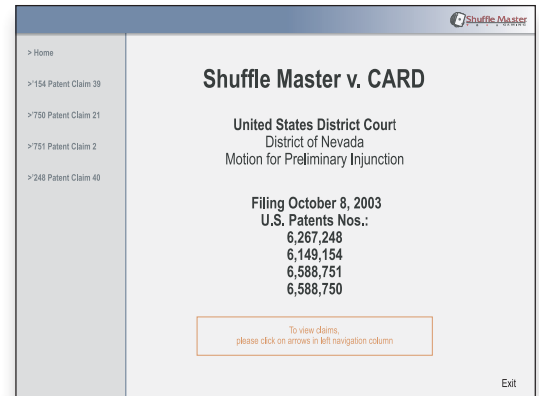 Shuffle Master
GAMING
> Home
>'154 Patent Claim 39
>'750 Patent Claim 21
>'751 Patent Claim 2
>'248 Patent Claim 40
Shuffle Master v. CARD
United States District Court
District of Nevada
Motion for Preliminary Injunction
Filing October 8, 2003
U.S. Patents Nos.:
6,267,248
6,149,154
6,588,751
6,588,750
To view claims,
please click on arrows in left navigation column
Exit